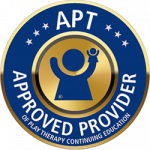 APT
APPROVED PROVIDER
OF PLAY THERAPY CONTINUING EDUCATION
®